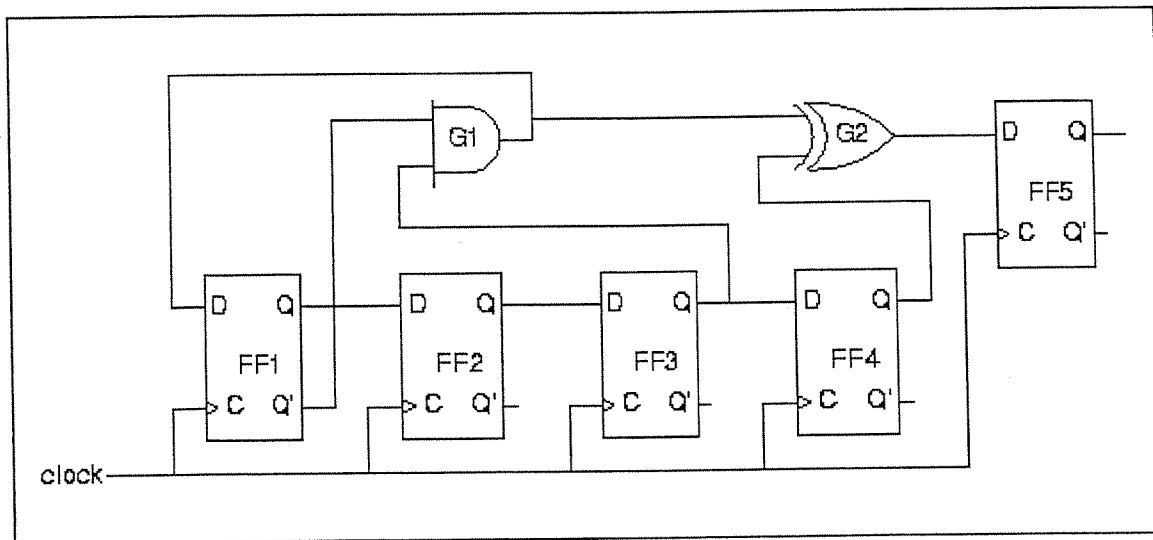 G1
G2
D Q
FF5
C Q'
D Q
FF1
C Q'
D Q
FF2
C Q'
D Q
FF3
C Q'
D Q
FF4
C Q'
clock